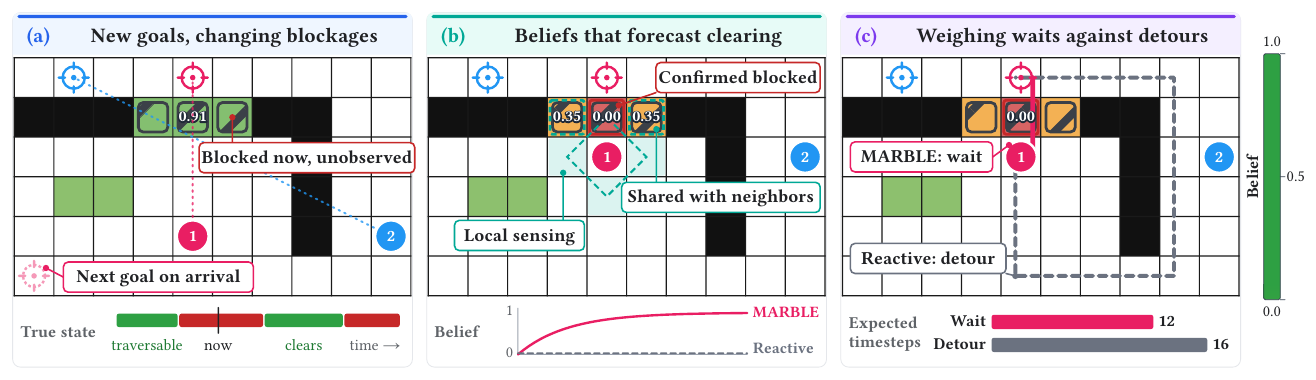 (a) New goals, changing blockages
0.91
Blocked now, unobserved
1
2
Next goal on arrival
True state
traversable now clears time →
(b) Beliefs that forecast clearing
Confirmed blocked
0.35 0.00 0.35
1
2
Shared with neighbors
Local sensing
Belief
1
0
MARBLE
Reactive
(c) Weighing waits against detours
0.00
MARBLE: wait
1
2
Reactive: detour
Expected
timesteps
Wait 12
Detour 16
1.0
Belief
0.5
0.0